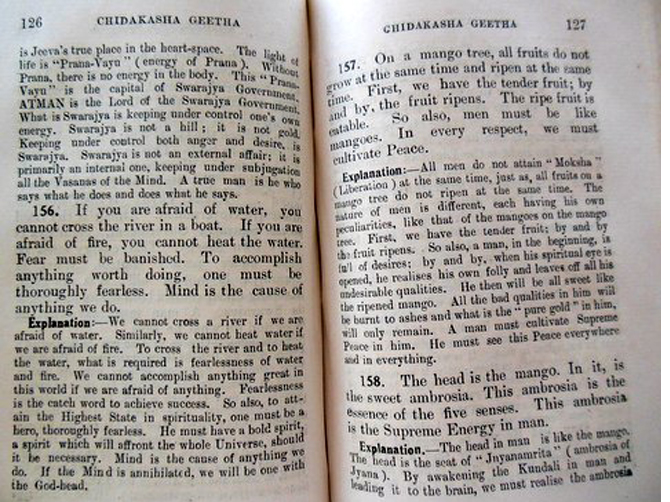 126 CHIDAKASHA GEETHA
is Jeeva's true place in the heart-space. The light of
life is "Prana-Vayu" (energy of Prana). Without
Prana, there is no energy in the body. This "Prana-
Vayu" is the capital of Swarajya Government.
ATMAN is the Lord of the Swarajya Government.
What is Swarajya is keeping under control one's own
energy. Swarajya is not a hill; it is not gold.
Keeping under control both anger and desire, is
Swarajya. Swarajya is not an external affair; it is
primarily an internal one, keeping under subjugation
all the Vasanas of the Mind. A true man is he who
says what he does and does what he says.
156. If you are afraid of water, you
cannot cross the river in a boat. If you are
afraid of fire, you cannot heat the water.
Fear must be banished. To accomplish
anything worth doing, one must be
thoroughly fearless. Mind is the cause of
anything we do.
Explanation:—We cannot cross a river if we are
afraid of water. Similarly, we cannot heat water if
we are afraid of fire. To cross the river and to heat
the water, what is required is fearlessness of water
and fire. We cannot accomplish anything great in
this world if we are afraid of anything. Fearlessness
is the catch word to achieve success. So also, to att-
ain the Highest State in spirituality, one must be a
hero, thoroughly fearless. He must have a bold spirit,
a spirit which will affront the whole Universe, should
it be necessary. Mind is the cause of anything we
do. If the Mind is annihilated, we will be one with
the God-head.
CHIDAKASHA GEETHA 127
157. On a mango tree, all fruits do not
grow at the same time and ripen at the same
time. First, we have the tender fruit; by
and by, the fruit ripens. The ripe fruit is
eatable. So also, men must be like
mangoes. In every respect, we must
cultivate Peace.
Explanation:—All men do not attain "Moksha"
(Liberation) at the same time, just as, all fruits on a
mango tree do not ripen at the same time. The
nature of men is different, each having his own
peculiarities, like that of the mangoes on the mango
tree. First, we have the tender fruit; by and by
the fruit ripens. So also, a man, in the beginning, is
full of desires: by and by, when his spiritual eye is
opened, he realises his own folly and leaves off all his
undesirable qualities. He then will be all sweet like
the ripened mango. All the bad qualities in him will
be burnt to ashes and what is the "pure gold" in him,
will only remain. A man must cultivate Supreme
Peace in him. He must see this Peace everywhere
and in everything.
158. The head is the mango. In it, is
the sweet ambrosia. This ambrosia is the
essence of the five senses. This ambrosia
is the Supreme Energy in man.
Explanation.—The head in man is like the mango.
The head is the seat of "Jnyanamrita" (ambrosia of
Jyana). By awakening the Kundali in man and
leading it to the brain, we must realise the ambrosia